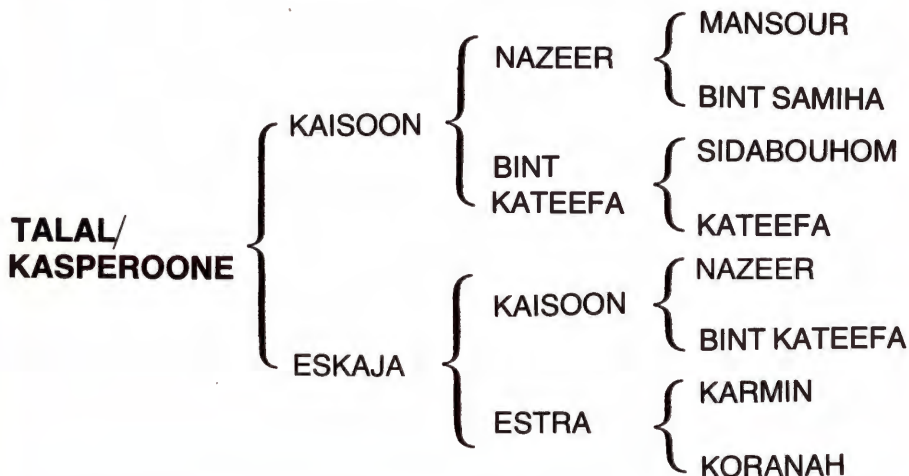 MANSOUR
NAZEER
BINT SAMIHA
KAISOON
SIDABOUHOM
BINT
KATEEFA
KATEEFA
TALAL/
KASPEROONE
NAZEER
KAISOON
BINT KATEEFA
ESKAJA
KARMIN
ESTRA
KORANAH